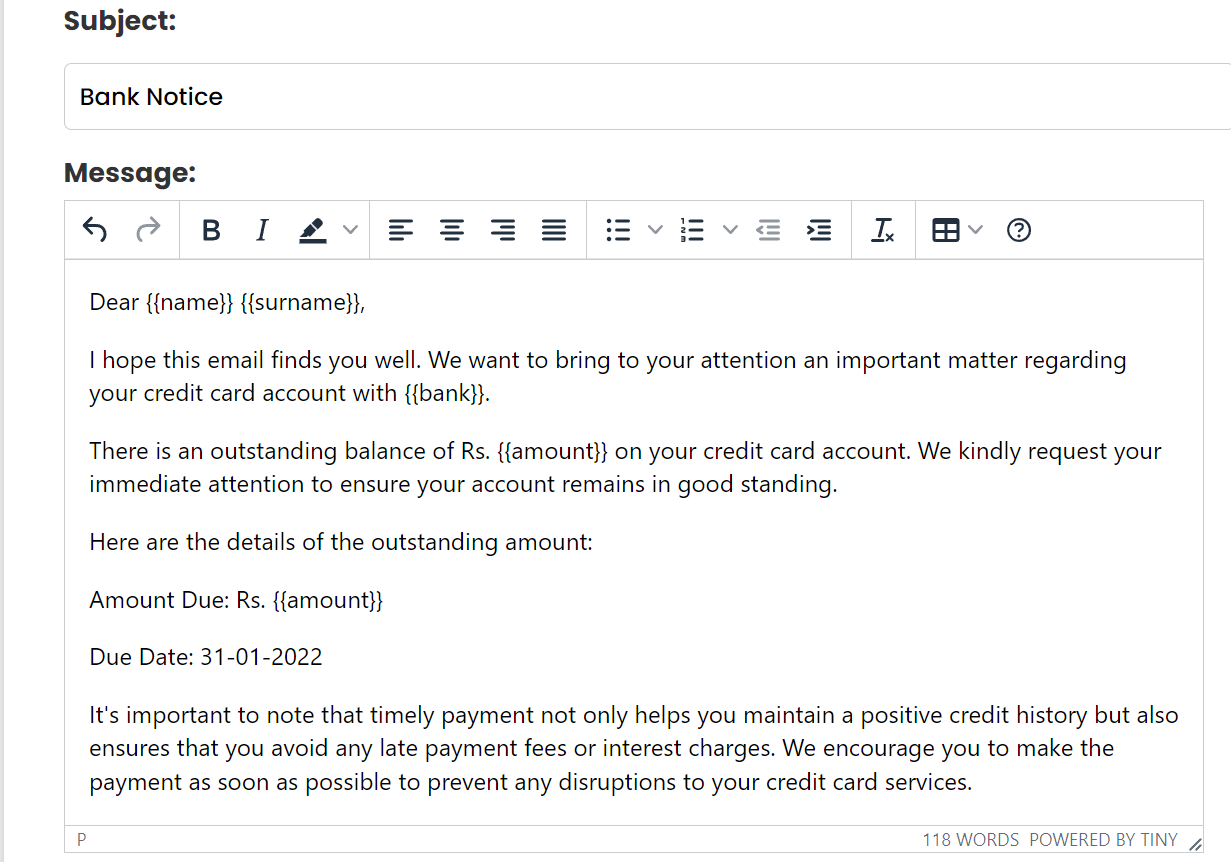 Subject:
Bank Notice
Message:
Dear {{name}} {{surname}},
I hope this email finds you well. We want to bring to your attention an important matter regarding
your credit card account with {{bank}}.
There is an outstanding balance of Rs. {{amount}} on your credit card account. We kindly request your
immediate attention to ensure your account remains in good standing.
Here are the details of the outstanding amount:
Amount Due: Rs. {{amount}}
Due Date: 31-01-2022
It's important to note that timely payment not only helps you maintain a positive credit history but also
ensures that you avoid any late payment fees or interest charges. We encourage you to make the
payment as soon as possible to prevent any disruptions to your credit card services.
P
118 WORDS POWERED BY TINY